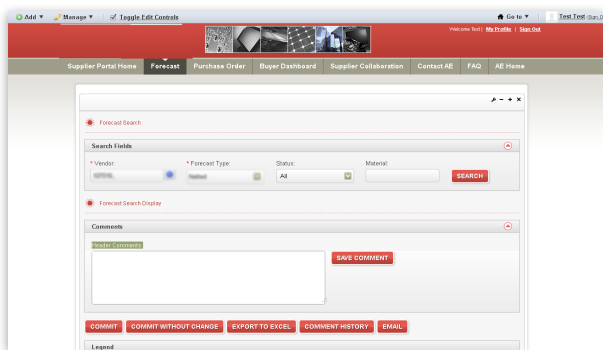 Add Manage Toggle Edit Controls Go to Test Test (Sign O
Welcome Test | My Profile | Sign Out
Supplier Portal Home Forecast Purchase Order Buyer Dashboard Supplier Collaboration Contact AE FAQ AE Home
Forecast Search
Search Fields
* Vendor: * Forecast Type: Status: Material:
All SEARCH
Forecast Search Display
Comments
Header Comments:
SAVE COMMENT
COMMIT COMMIT WITHOUT CHANGE EXPORT TO EXCEL COMMENT HISTORY EMAIL
Legend